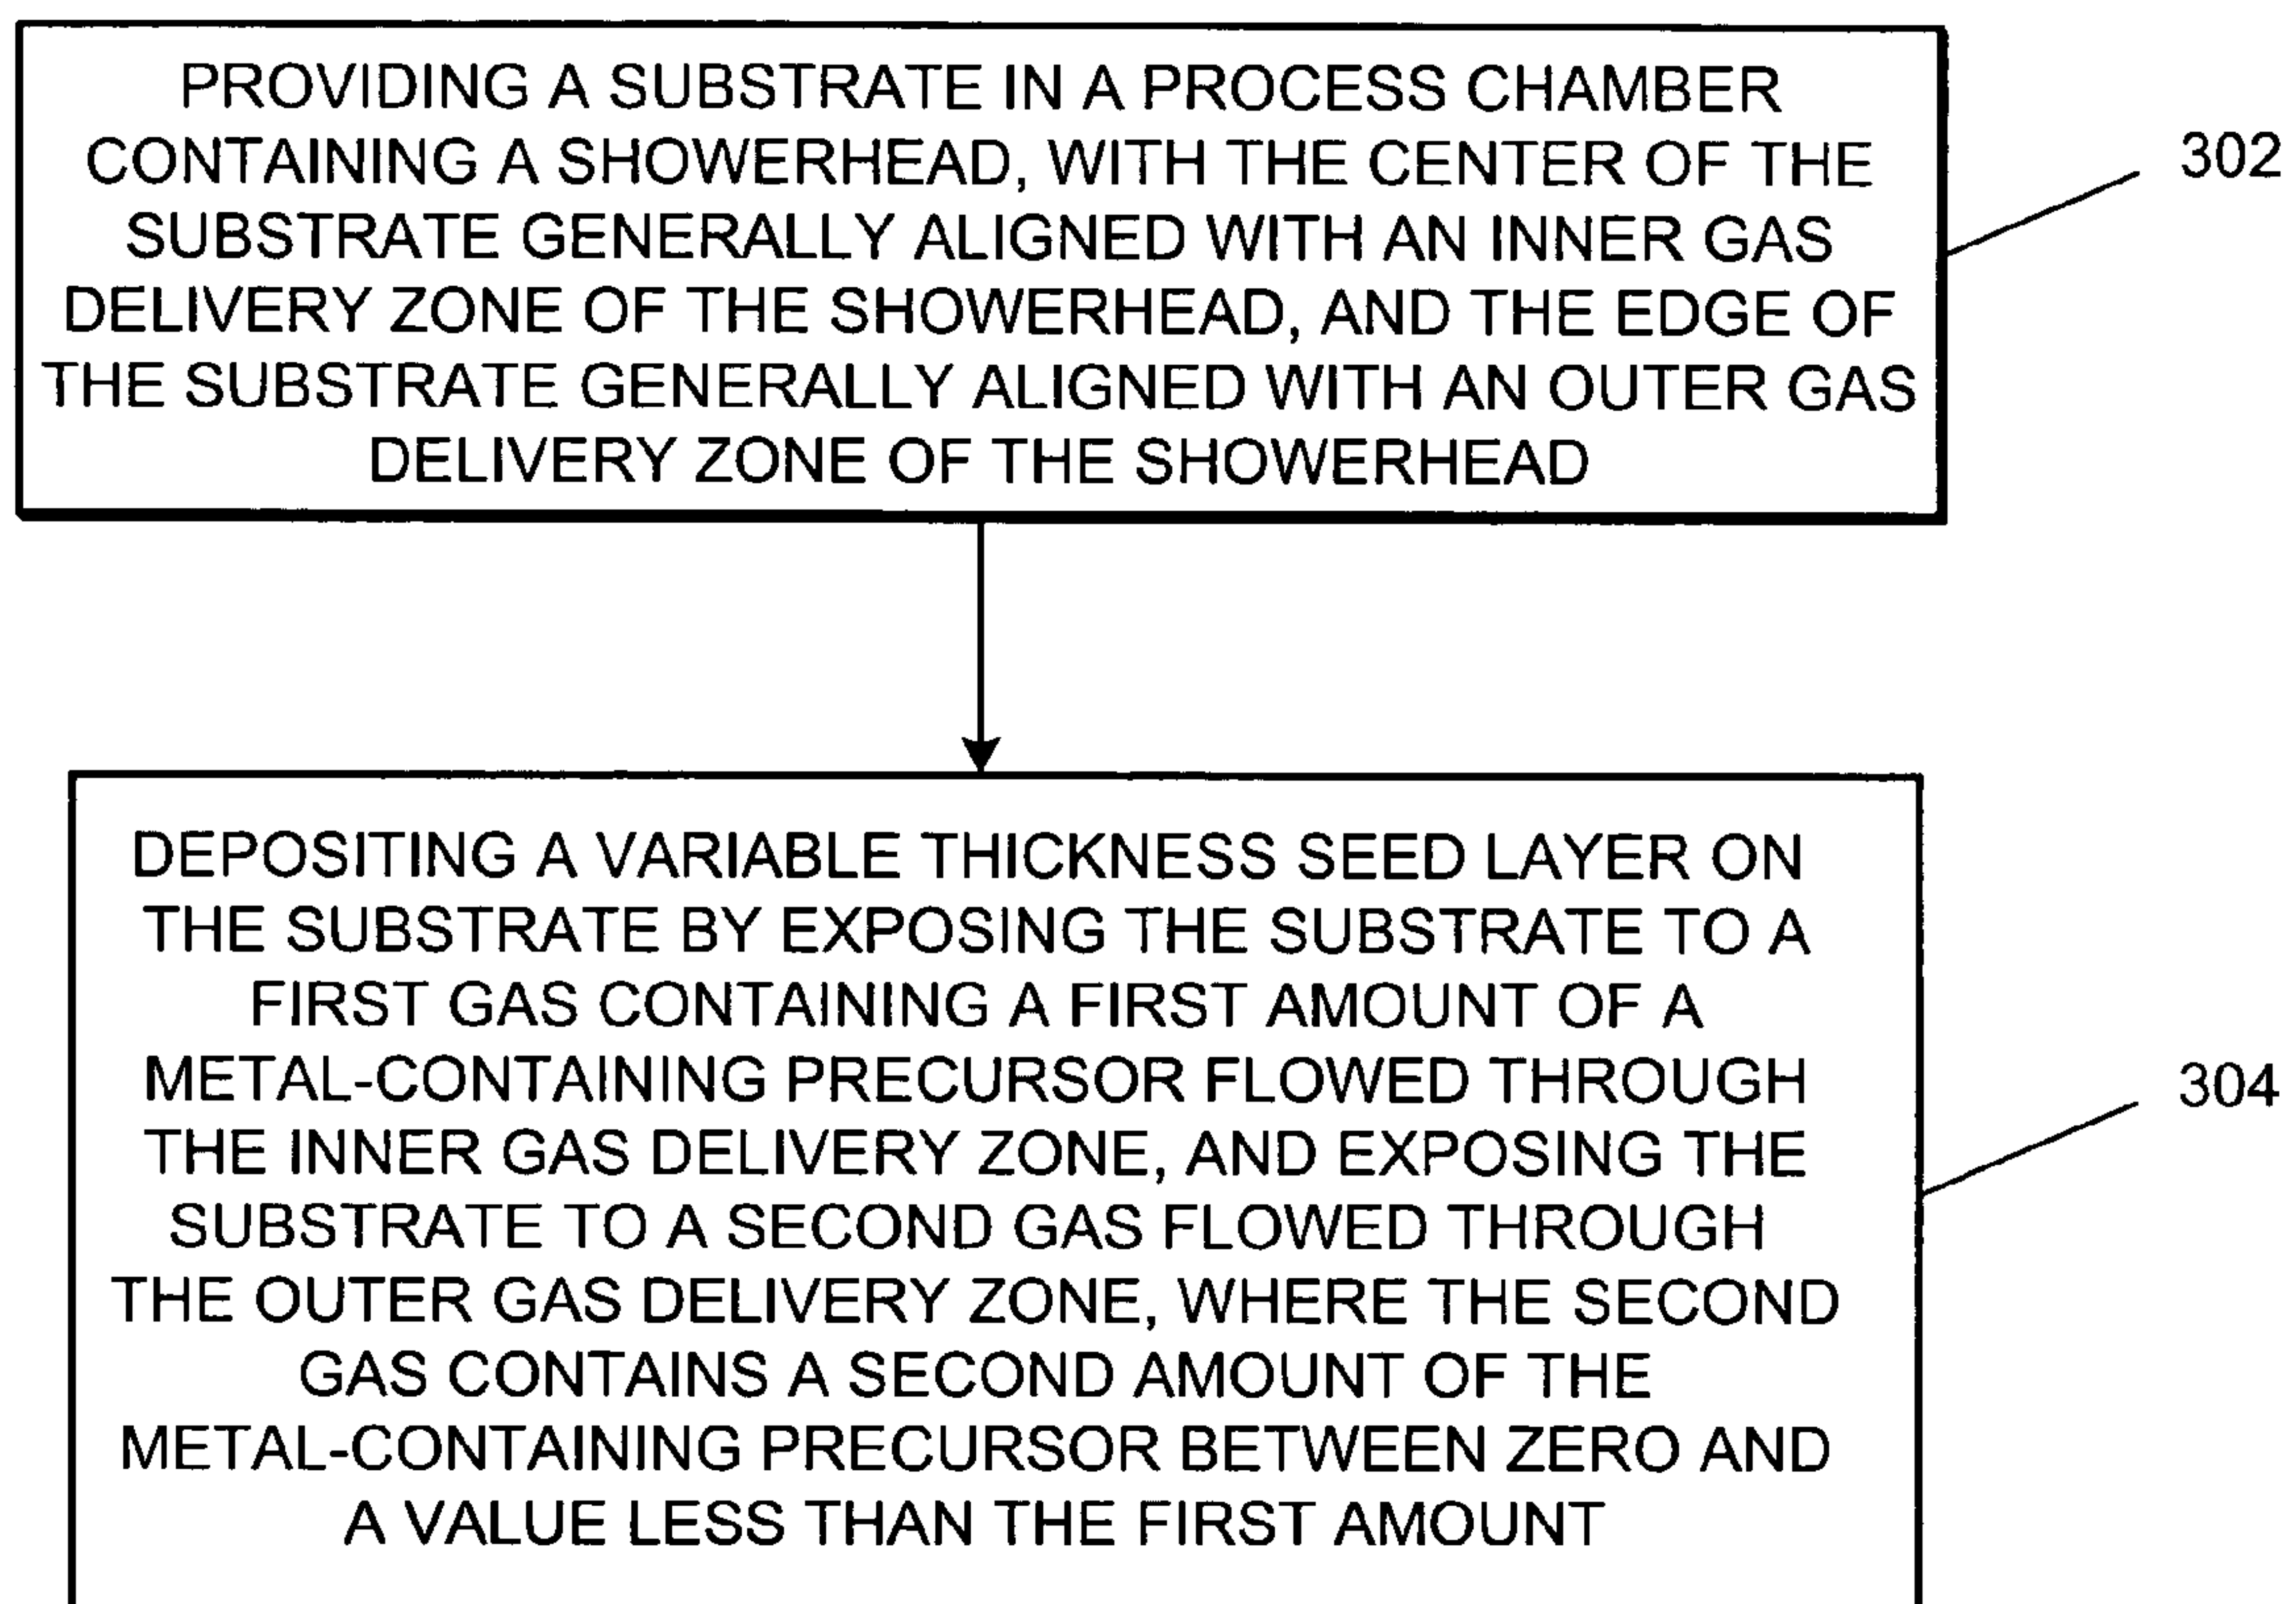 PROVIDING A SUBSTRATE IN A PROCESS CHAMBER
CONTAINING A SHOWERHEAD, WITH THE CENTER OF THE
SUBSTRATE GENERALLY ALIGNED WITH AN INNER GAS
DELIVERY ZONE OF THE SHOWERHEAD, AND THE EDGE OF
THE SUBSTRATE GENERALLY ALIGNED WITH AN OUTER GAS
DELIVERY ZONE OF THE SHOWERHEAD
302
DEPOSITING A VARIABLE THICKNESS SEED LAYER ON
THE SUBSTRATE BY EXPOSING THE SUBSTRATE TO A
FIRST GAS CONTAINING A FIRST AMOUNT OF A
METAL-CONTAINING PRECURSOR FLOWED THROUGH
THE INNER GAS DELIVERY ZONE, AND EXPOSING THE
SUBSTRATE TO A SECOND GAS FLOWED THROUGH
THE OUTER GAS DELIVERY ZONE, WHERE THE SECOND
GAS CONTAINS A SECOND AMOUNT OF THE
METAL-CONTAINING PRECURSOR BETWEEN ZERO AND
A VALUE LESS THAN THE FIRST AMOUNT
304